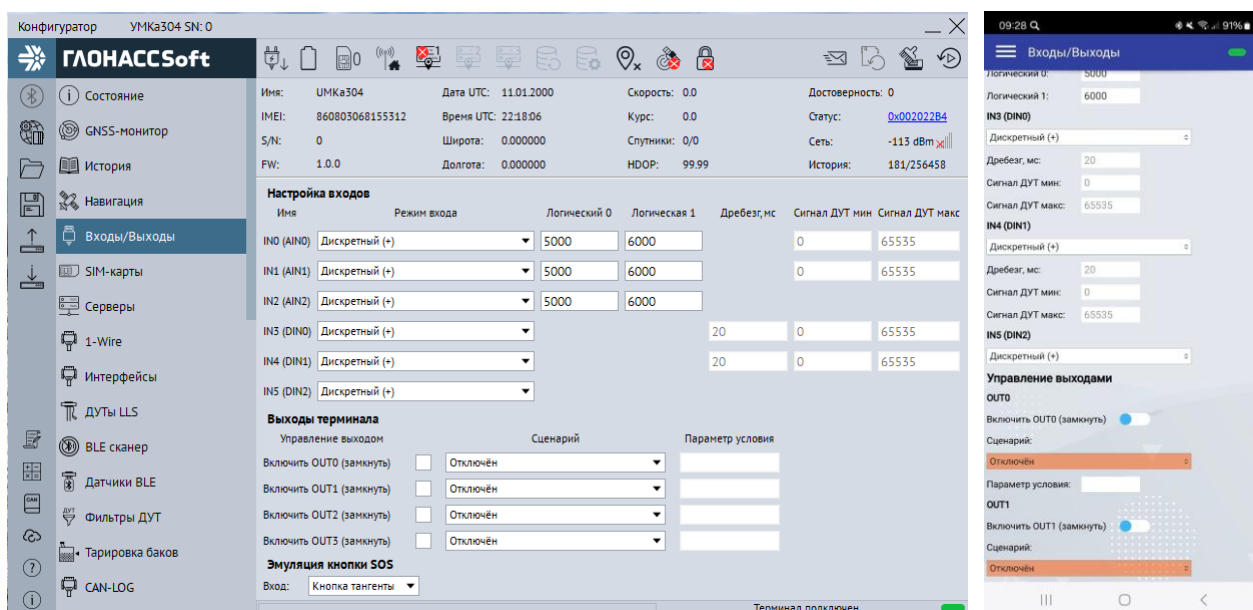 Конфигуратор УМКа304 SN: 0
ГЛОНАССSoft
Состояние
GNSS-монитор
История
Навигация
Входы/Выходы
SIM-карты
Серверы
1-Wire
Интерфейсы
ДУТы LLS
BLE сканер
Датчики BLE
Фильтры ДУТ
Тарировка баков
CAN-LOG
Имя: УМКа304 Дата UTC: 11.01.2000 Скорость: 0.0 Достоверность: 0
IMEI: 860803068155312 Время UTC: 22:18:06 Курс: 0.0 Статус: 0x002022B4
S/N: 0 Широта: 0.000000 Спутники: 0/0 Сеть: -113 dBm
FW: 1.0.0 Долгота: 0.000000 HDOP: 99.99 История: 181/256458
Настройка входов
Имя Режим входа Логический 0 Логическая 1 Дребезг, мс Сигнал ДУТ мин Сигнал ДУТ макс
IN0 (AIN0) Дискретный (+) 5000 6000 0 65535
IN1 (AIN1) Дискретный (+) 5000 6000 0 65535
IN2 (AIN2) Дискретный (+) 5000 6000
IN3 (DIN0) Дискретный (+) 20 0 65535
IN4 (DIN1) Дискретный (+) 20 0 65535
IN5 (DIN2) Дискретный (+)
Выходы терминала
Управление выходом Сценарий Параметр условия
Включить OUT0 (замкнуть) Отключён
Включить OUT1 (замкнуть) Отключён
Включить OUT2 (замкнуть) Отключён
Включить OUT3 (замкнуть) Отключён
Эмуляция кнопки SOS
Вход: Кнопка тангенты
Терминал подключен
09:28 91%
Входы/Выходы
Логический 0: 5000
Логический 1: 6000
IN3 (DIN0)
Дискретный (+)
Дребезг, мс: 20
Сигнал ДУТ мин: 0
Сигнал ДУТ макс: 65535
IN4 (DIN1)
Дискретный (+)
Дребезг, мс: 20
Сигнал ДУТ мин: 0
Сигнал ДУТ макс: 65535
IN5 (DIN2)
Дискретный (+)
Управление выходами
OUT0
Включить OUT0 (замкнуть)
Сценарий:
Отключён
Параметр условия:
OUT1
Включить OUT1 (замкнуть)
Сценарий:
Отключён